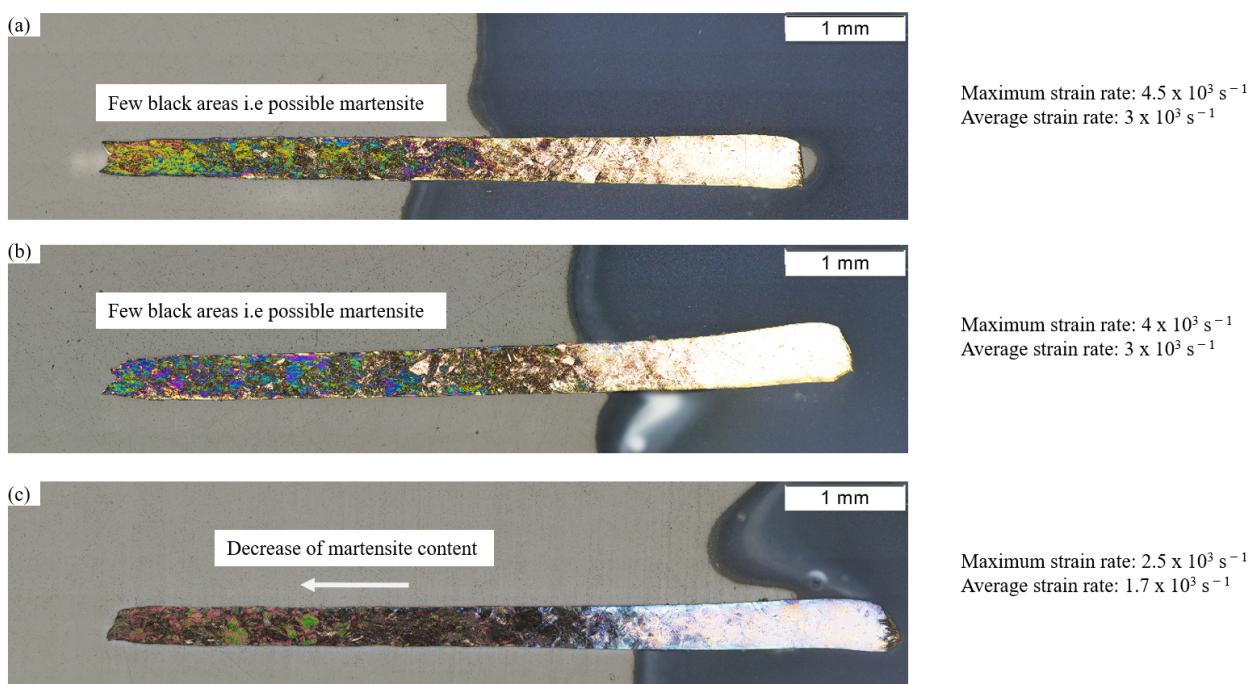 (a)
1 mm
Few black areas i.e possible martensite
Maximum strain rate: 4.5 x 10³ s⁻¹
Average strain rate: 3 x 10³ s⁻¹
(b)
1 mm
Few black areas i.e possible martensite
Maximum strain rate: 4 x 10³ s⁻¹
Average strain rate: 3 x 10³ s⁻¹
(c)
1 mm
Decrease of martensite content
Maximum strain rate: 2.5 x 10³ s⁻¹
Average strain rate: 1.7 x 10³ s⁻¹